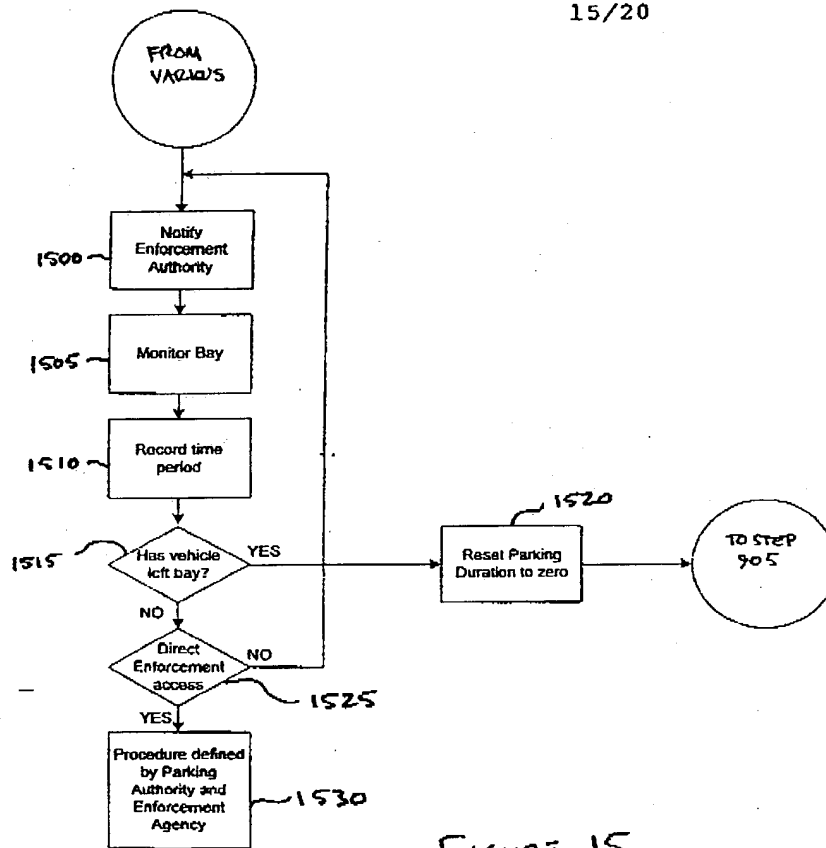 15/20
FROM
VARIOUS
Notify
Enforcement
Authority
1500
Monitor Bay
1505
Record time
period
1510
Has vehicle
left bay?
1515
YES
1520
Reset Parking
Duration to zero
TO STEP
905
NO
Direct
Enforcement
access
NO
1525
YES
Procedure defined
by Parking
Authority and
Enforcement
Agency
1530
FIGURE 15